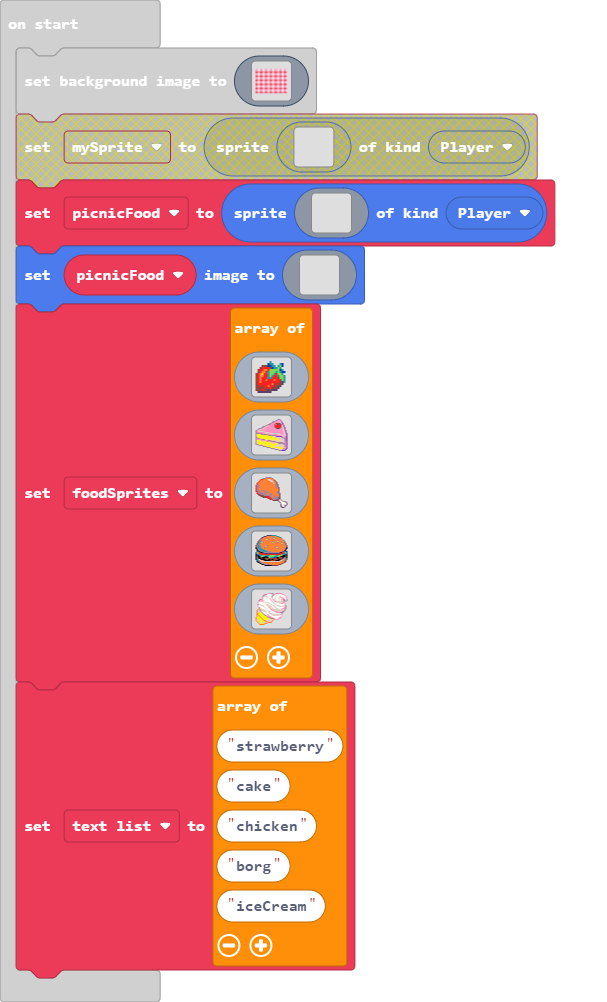 on start
set background image to
set mySprite to sprite of kind Player
set picnicFood to sprite of kind Player
set picnicFood image to
array of
set foodSprites to
array of
"strawberry"
"cake"
"chicken"
set text list to
"borg"
"iceCream"